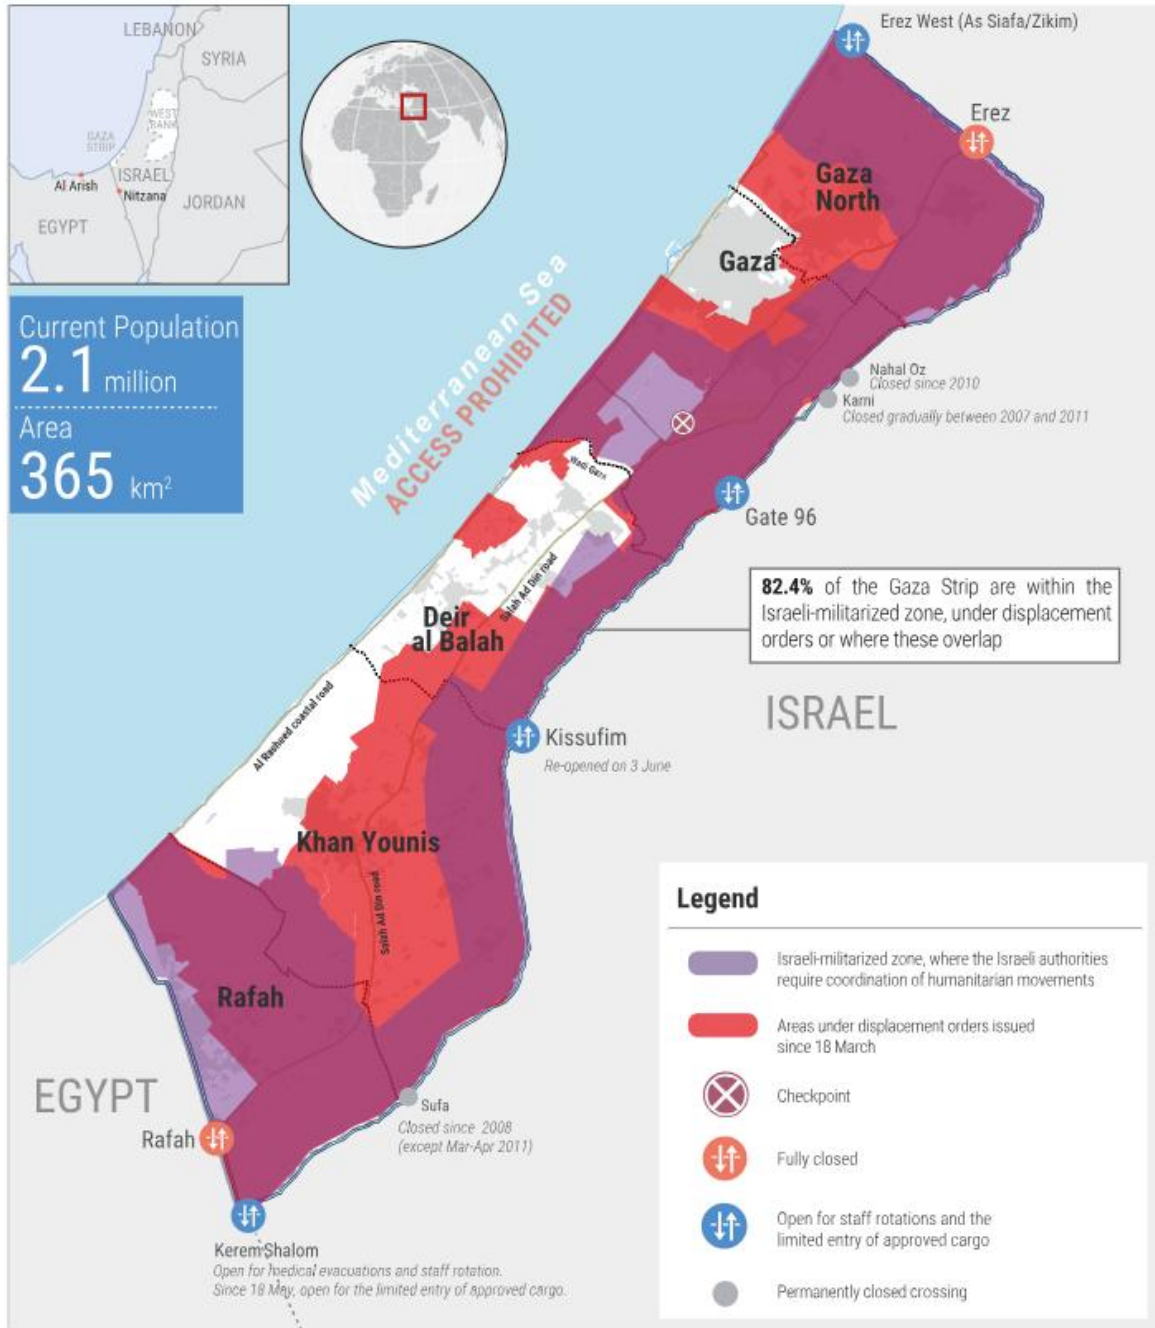 LEBANON
SYRIA
WEST
BANK
GAZA
STRIP
ISRAEL
Al Arish
Nitzana
JORDAN
EGYPT
Current Population
2.1 million
Area
365 km²
Mediterranean Sea
ACCESS PROHIBITED
Erez West (As Siafa/Zikim)
Erez
Gaza
North
Gaza
Nahal Oz
Closed since 2010
Karni
Closed gradually between 2007 and 2011
Wadi Gaza
Gate 96
82.4% of the Gaza Strip are within the
Israeli-militarized zone, under displacement
orders or where these overlap
Salah Ad Din road
Deir
al Balah
ISRAEL
Al Rasheed coastal road
Kissufim
Re-opened on 3 June
Khan Younis
Salah Ad Din road
Rafah
EGYPT
Rafah
Sufa
Closed since 2008
(except Mar-Apr 2011)
Kerem Shalom
Open for medical evacuations and staff rotation.
Since 18 May, open for the limited entry of approved cargo.
Legend
Israeli-militarized zone, where the Israeli authorities
require coordination of humanitarian movements
Areas under displacement orders issued
since 18 March
Checkpoint
Fully closed
Open for staff rotations and the
limited entry of approved cargo
Permanently closed crossing